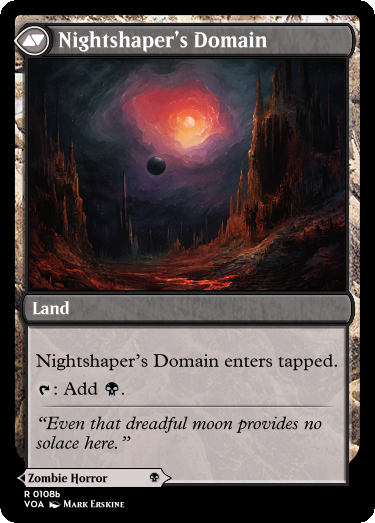 Nightshaper's Domain
Land
Nightshaper's Domain enters tapped.
: Add .
“Even that dreadful moon provides no
solace here.”
Zombie Horror
R 0108b
VOA Mark Erskine